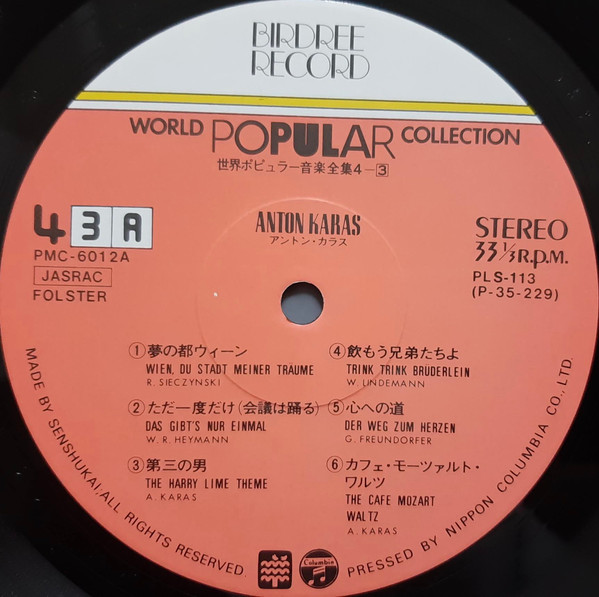 BIRDREE
RECORD
WORLD POPULAR COLLECTION
世界ポピュラー音楽全集4-3
4 3 A
PMC-6012A
JASRAC
FOLSTER
ANTON KARAS
アントン・カラス
STEREO
33 1/3 R.P.M.
PLS-113
(P-35-229)
①夢の都ウィーン
WIEN, DU STADT MEINER TRÄUME
R. SIECZYNSKI
②ただ一度だけ(会議は踊る)
DAS GIBT'S NUR EINMAL
W. R. HEYMANN
③第三の男
THE HARRY LIME THEME
A. KARAS
④飲もう兄弟たちよ
TRINK TRINK BRÜDERLEIN
W. LINDEMANN
⑤心への道
DER WEG ZUM HERZEN
G. FREUNDORFER
⑥カフェ・モーツァルト・
ワルツ
THE CAFE MOZART
WALTZ
A. KARAS
MADE BY SENSHUKAI, ALL RIGHTS RESERVED.
Columbia
PRESSED BY NIPPON COLUMBIA CO., LTD.